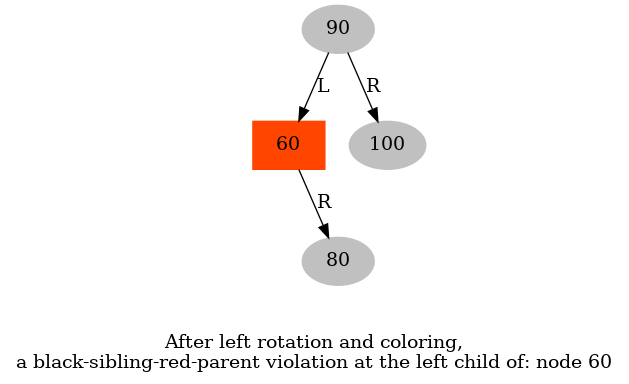 90
L
R
60
100
R
80
After left rotation and coloring,
a black-sibling-red-parent violation at the left child of: node 60